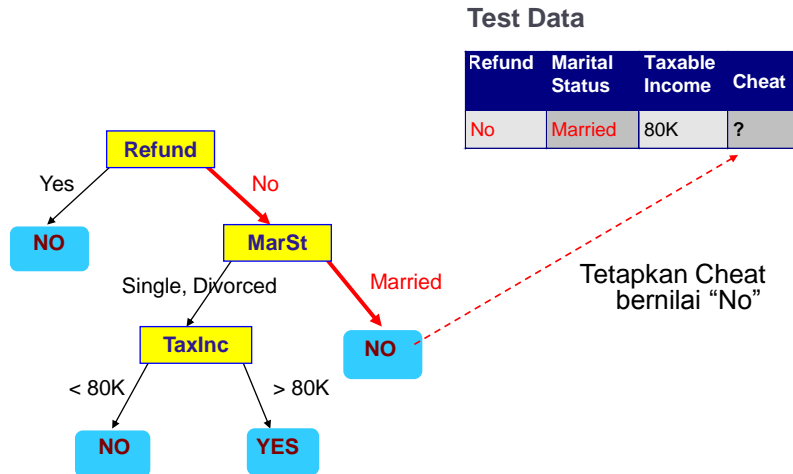 Test Data
Refund Marital Status Taxable Income Cheat
No Married 80K ?
Refund
Yes
No
NO
MarSt
Single, Divorced
Married
TaxInc
NO
< 80K
> 80K
NO
YES
Tetapkan Cheat
bernilai “No”